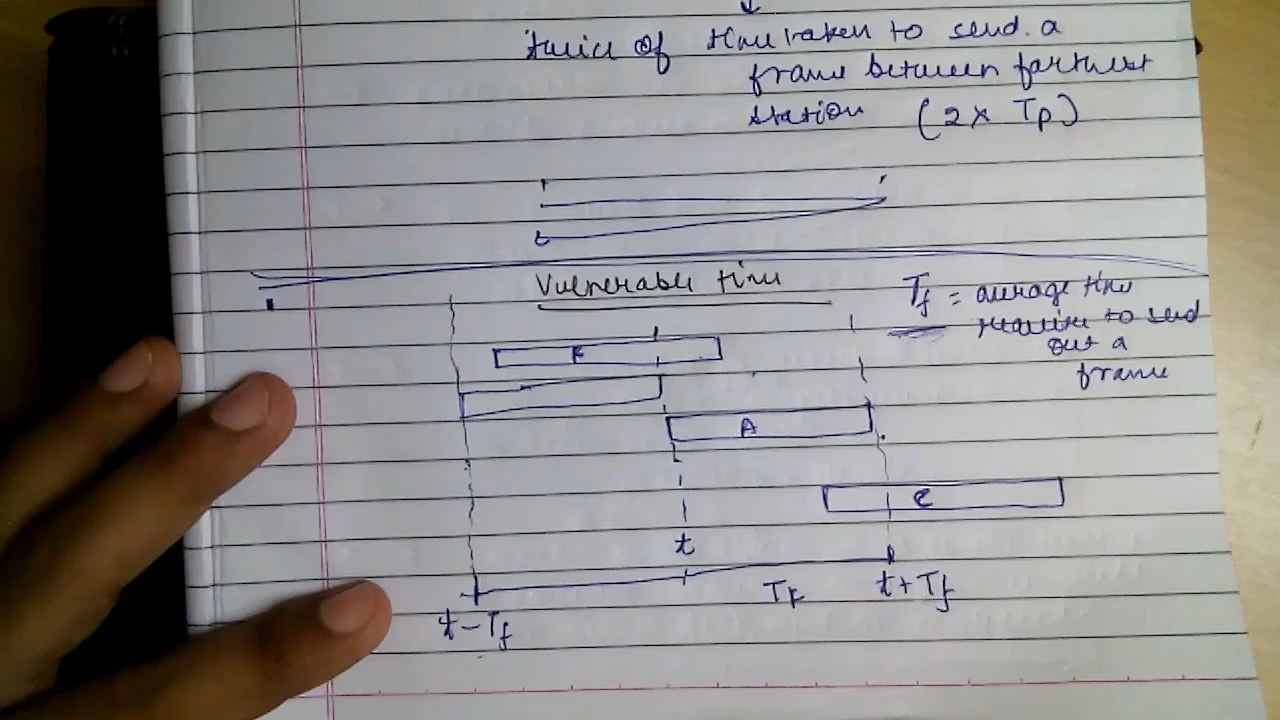 twice of time taken to send a
frame between farthest
station (2 x Tp)
Vulnerable time
Tf = average time
require to send
out a
frame
A
C
t
TF
t+Tf
t-Tf